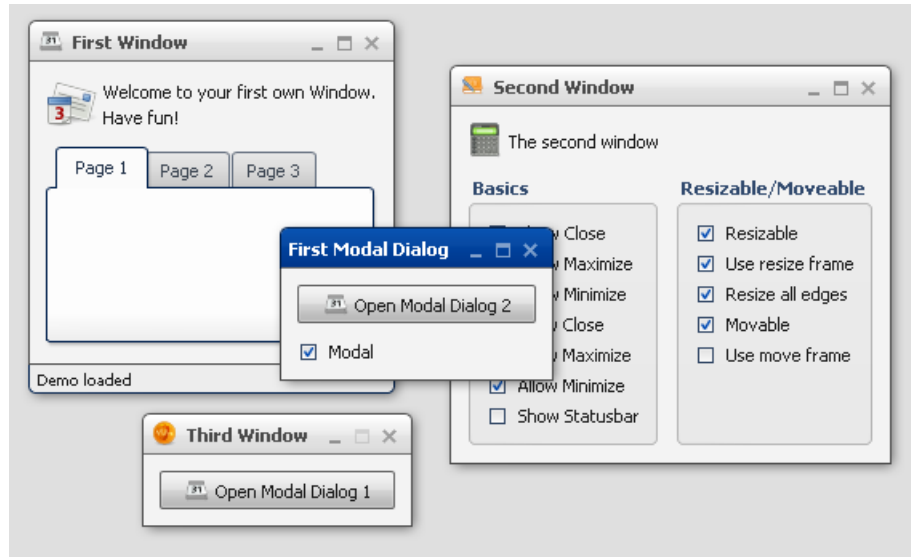 First Window
Welcome to your first own Window.
Have fun!
3
Page 1
Page 2
Page 3
Demo loaded
First Modal Dialog
31 Open Modal Dialog 2
Modal
Second Window
The second window
Basics
Close
Maximize
Minimize
Close
Maximize
Allow Minimize
Show Statusbar
Resizable/Moveable
Resizable
Use resize frame
Resize all edges
Movable
Use move frame
Third Window
31 Open Modal Dialog 1